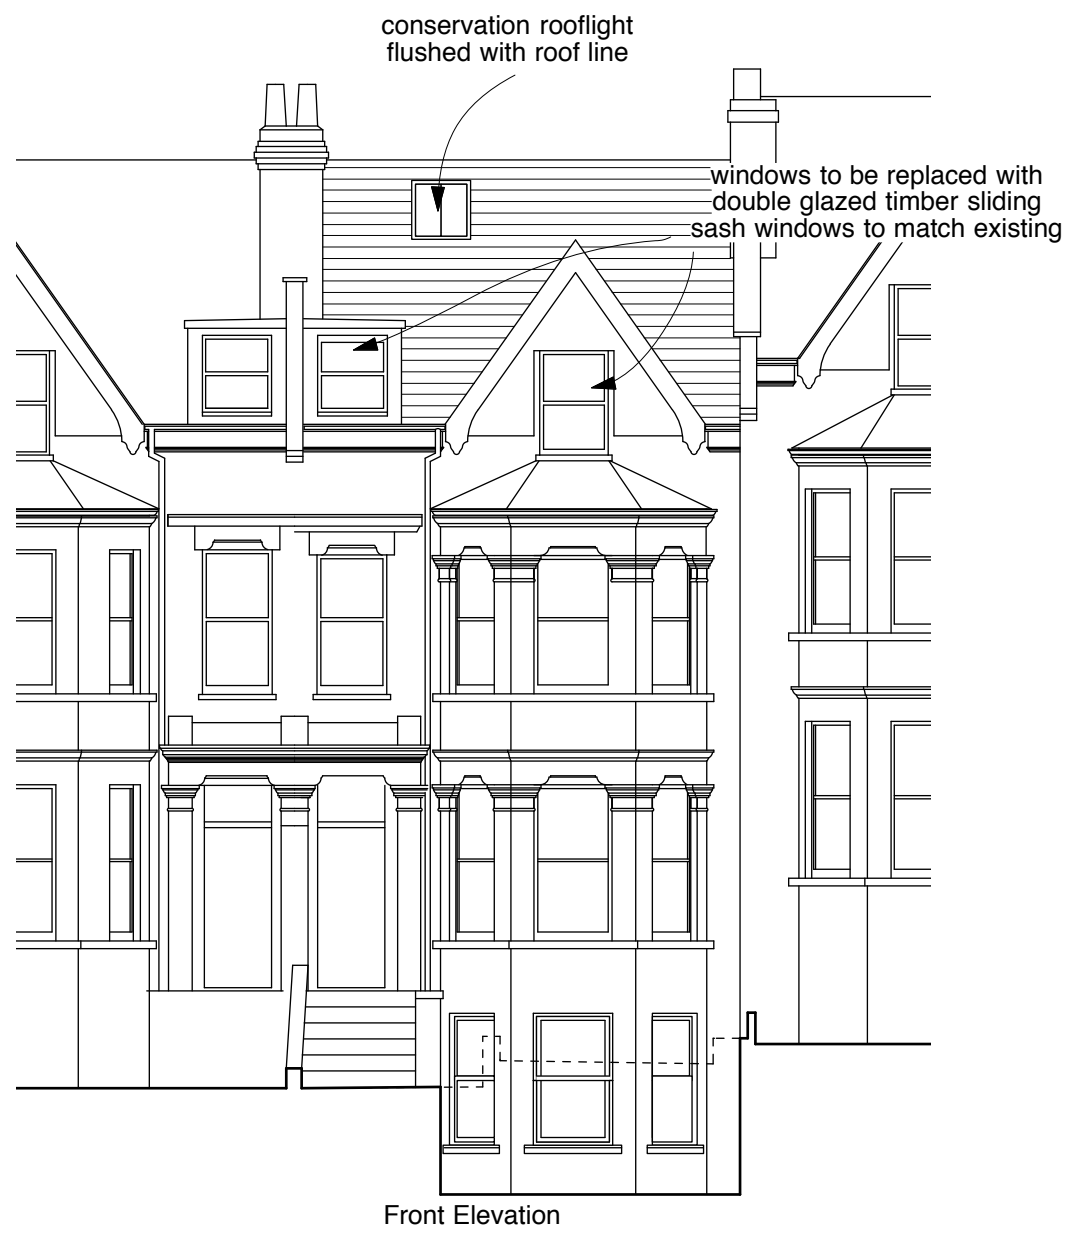 conservation rooflight
flushed with roof line
windows to be replaced with
double glazed timber sliding
sash windows to match existing
Front Elevation